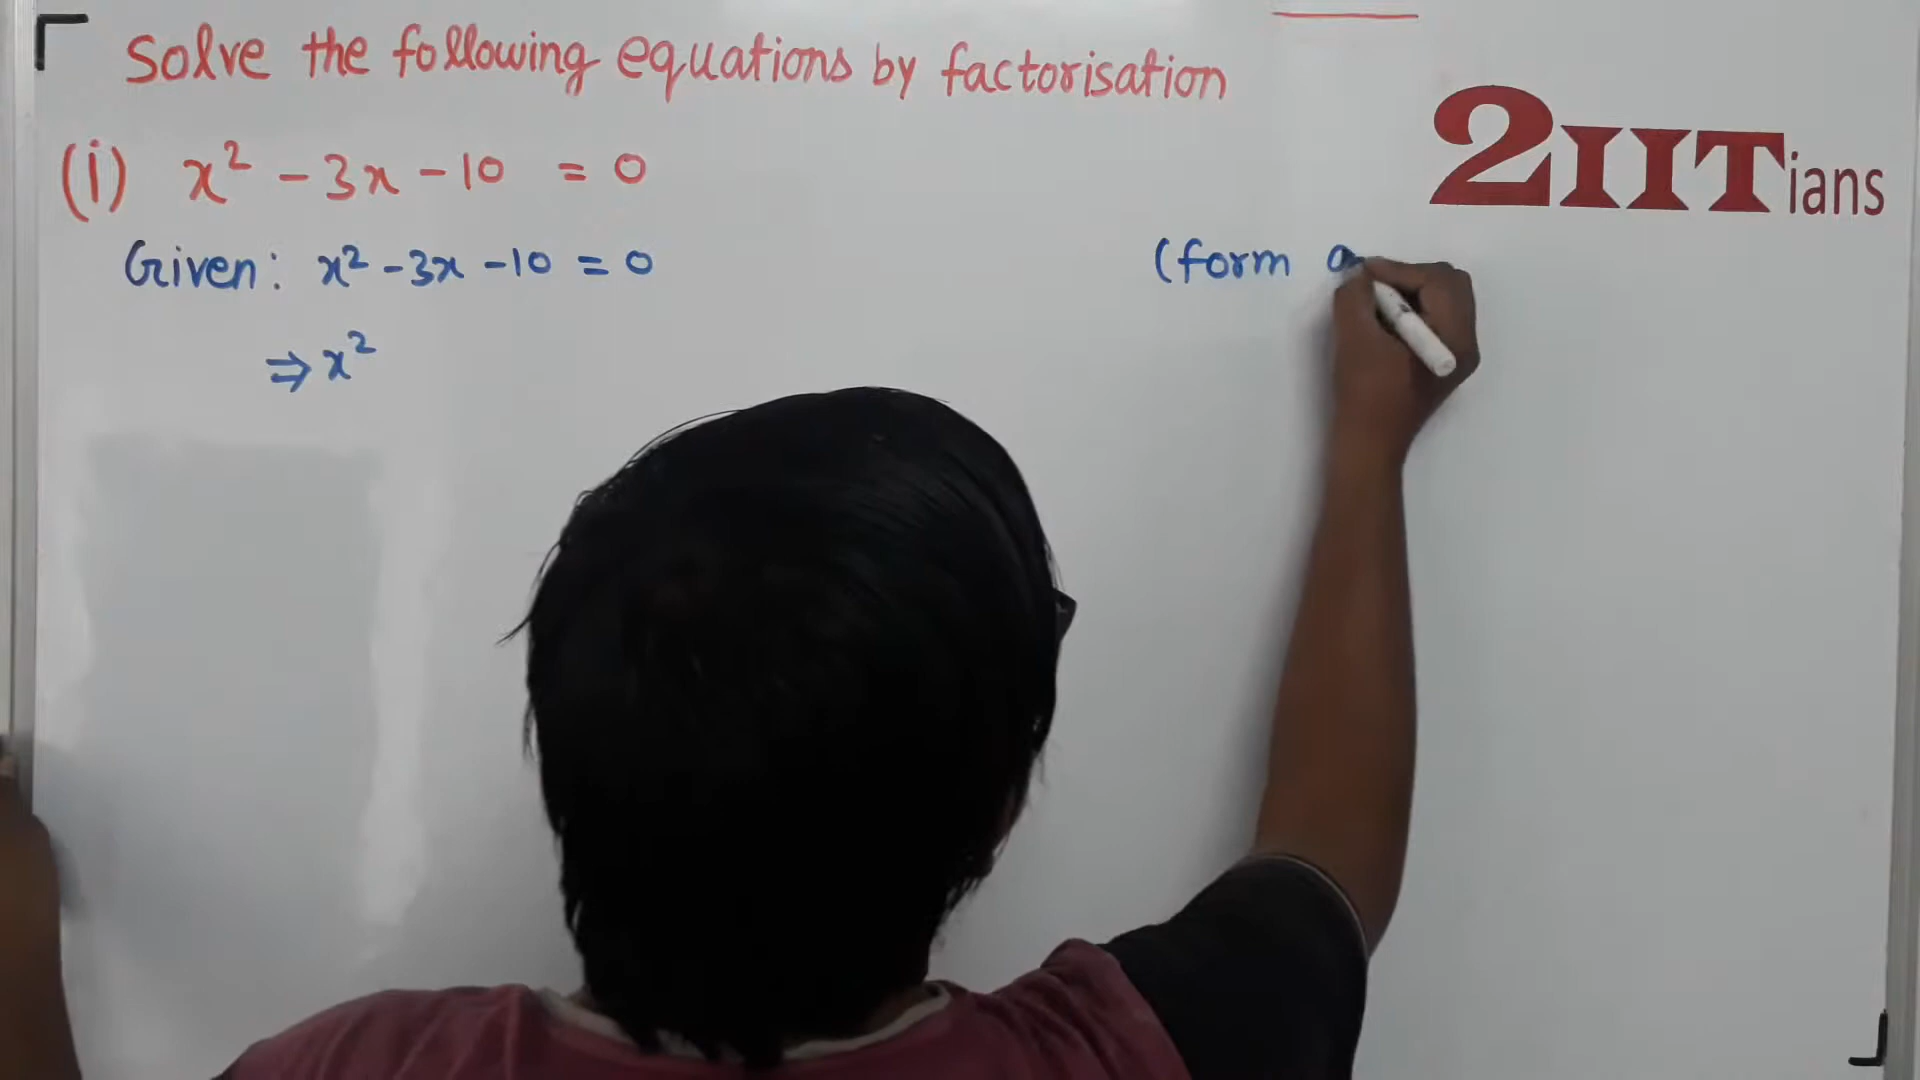 Solve the following equations by factorisation
(i) x² - 3x - 10 = 0
2IITians
Given: x² - 3x - 10 = 0
(form a
⇒ x²